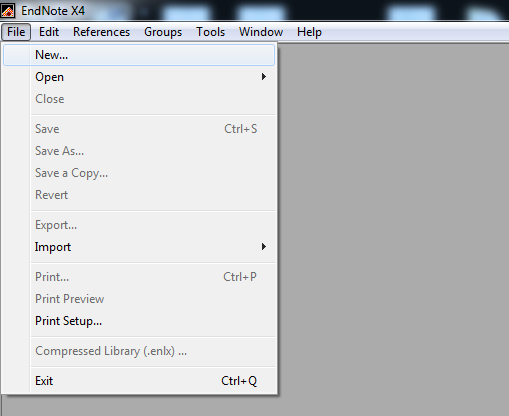 EndNote X4
File Edit References Groups Tools Window Help
New...
Open
Close
Save Ctrl+S
Save As...
Save a Copy...
Revert
Export...
Import
Print... Ctrl+P
Print Preview
Print Setup...
Compressed Library (.enlx) ...
Exit Ctrl+Q